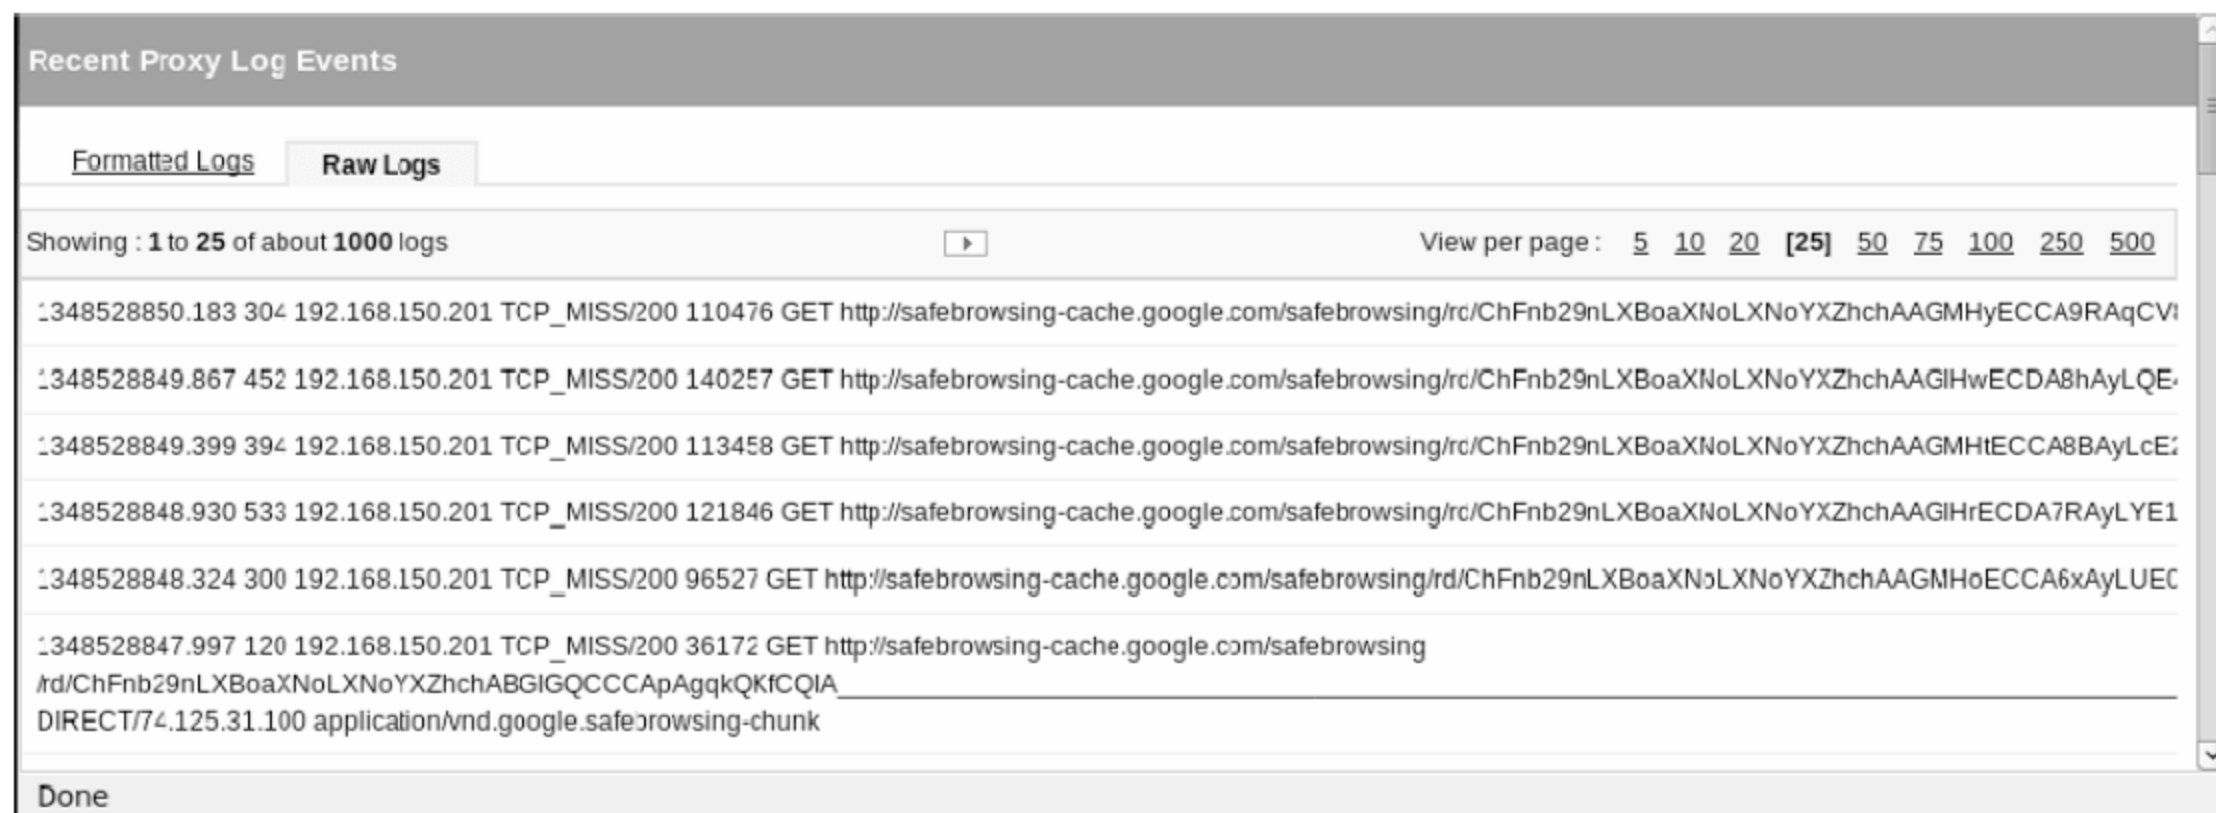 Recent Proxy Log Events
Formatted Logs Raw Logs
Showing : 1 to 25 of about 1000 logs View per page : 5 10 20 [25] 50 75 100 250 500
1348528850.183 304 192.168.150.201 TCP_MISS/200 110476 GET http://safebrowsing-cache.google.com/safebrowsing/rd/ChFnb29nLXBoaXNoLXNoYXZhchAAGMHyECCA9RAqCV
1348528849.867 452 192.168.150.201 TCP_MISS/200 140257 GET http://safebrowsing-cache.google.com/safebrowsing/rd/ChFnb29nLXBoaXNoLXNoYXZhchAAGIHwECDA8hAyLQE
1348528849.399 394 192.168.150.201 TCP_MISS/200 113458 GET http://safebrowsing-cache.google.com/safebrowsing/rd/ChFnb29nLXBoaXNoLXNoYXZhchAAGMHtECCA8BAyLcE2
1348528848.930 533 192.168.150.201 TCP_MISS/200 121846 GET http://safebrowsing-cache.google.com/safebrowsing/rd/ChFnb29nLXBoaXNoLXNoYXZhchAAGIHrECDA7RAyLYE1
1348528848.324 300 192.168.150.201 TCP_MISS/200 96527 GET http://safebrowsing-cache.google.com/safebrowsing/rd/ChFnb29nLXBoaXNoLXNoYXZhchAAGMHoECCA6xAyLUE0
1348528847.997 120 192.168.150.201 TCP_MISS/200 36172 GET http://safebrowsing-cache.google.com/safebrowsing
/rd/ChFnb29nLXBoaXNoLXNoYXZhchABGIGQCCCApAgqkQKfCQIA
DIRECT/74.125.31.100 application/vnd.google.safebrowsing-chunk
Done